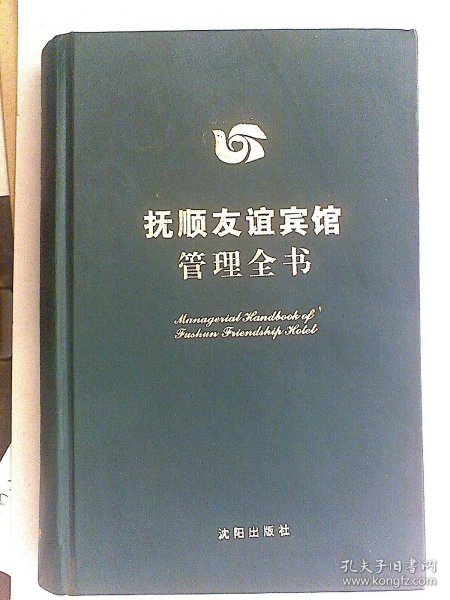 抚顺友谊宾馆
管理全书
Managerial Handbook of
Fushun Friendship Hotel
沈阳出版社
孔夫子旧书网
www.kongfz.com